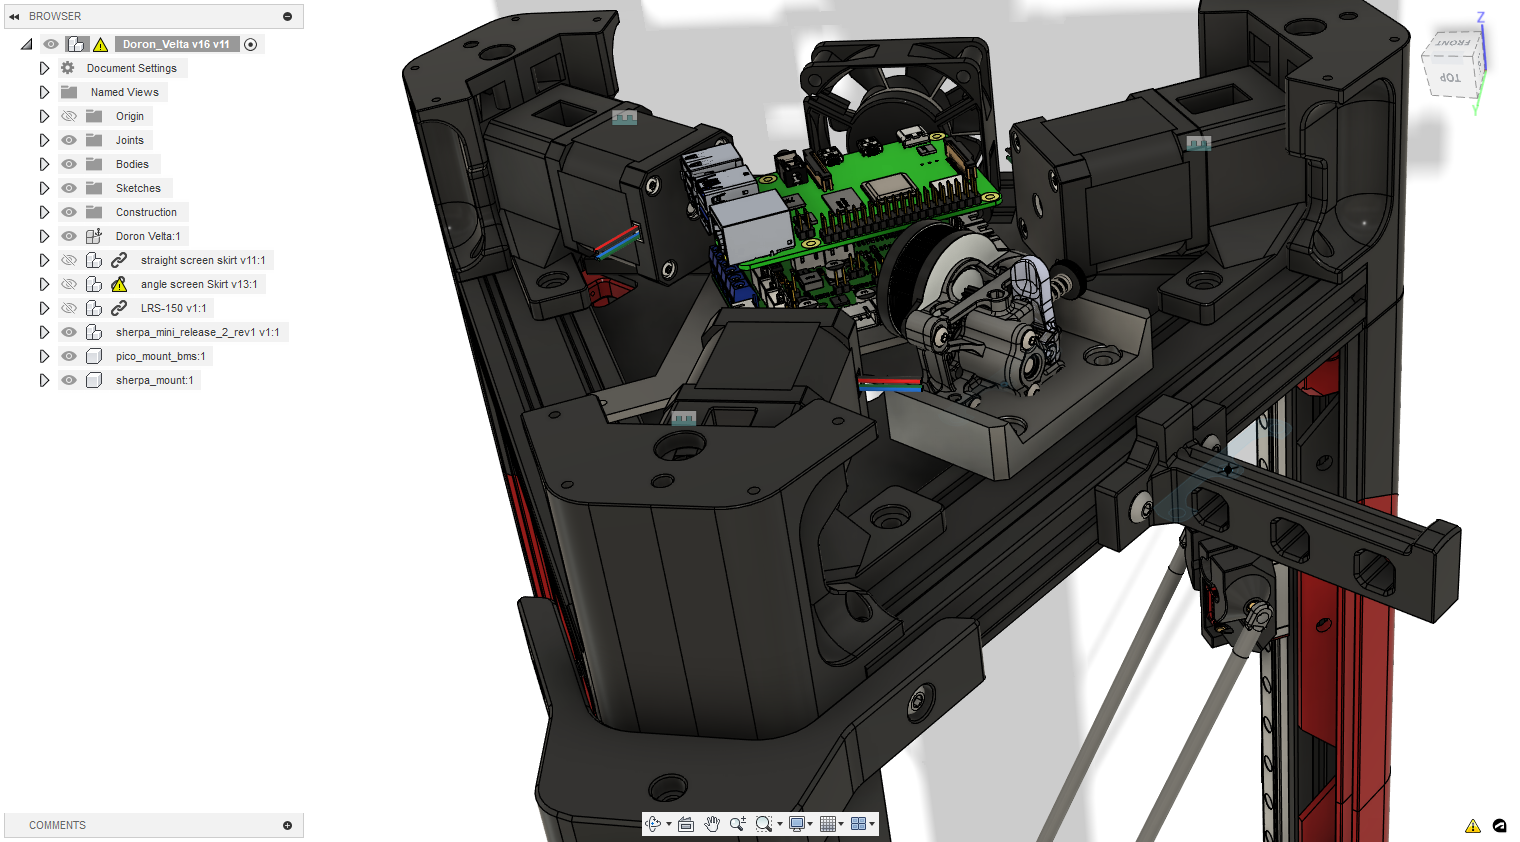 BROWSER
Doron_Velta v16 v11
Document Settings
Named Views
Origin
Joints
Bodies
Sketches
Construction
Doron Velta:1
straight screen skirt v11:1
angle screen Skirt v13:1
LRS-150 v1:1
sherpa_mini_release_2_rev1 v1:1
pico_mount_bms:1
sherpa_mount:1
COMMENTS
Z
FRONT
TOP
Y